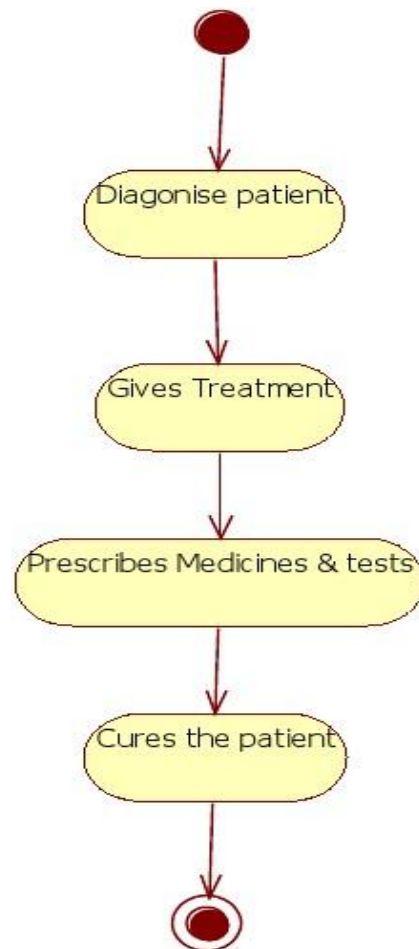 Diagonise patient
Gives Treatment
Prescribes Medicines & tests
Cures the patient